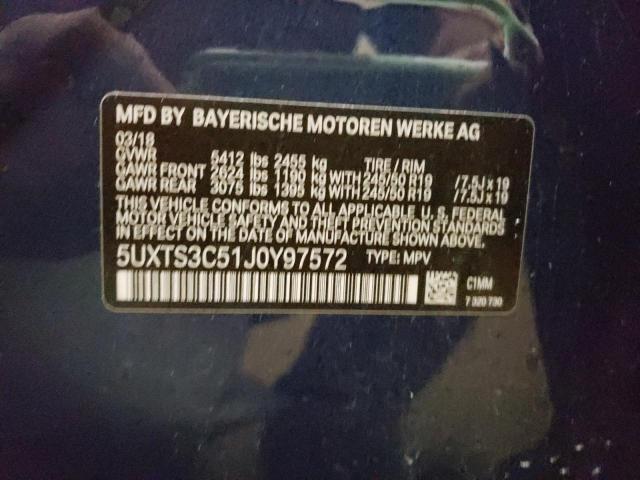 MFD BY BAYERISCHE MOTOREN WERKE AG
03/18
GVWR 5412 lbs 2455 kg TIRE / RIM
GAWR FRONT 2624 lbs 1190 kg WITH 245/50 R19 / 7.5J x 19
GAWR REAR 3075 lbs 1395 kg WITH 245/50 R19 / 7.5J x 19
THIS VEHICLE CONFORMS TO ALL APPLICABLE U. S. FEDERAL
MOTOR VEHICLE SAFETY AND THEFT PREVENTION STANDARDS
IN EFFECT ON THE DATE OF MANUFACTURE SHOWN ABOVE.
5UXTS3C51J0Y97572 TYPE: MPV
C1MM
7 320 730